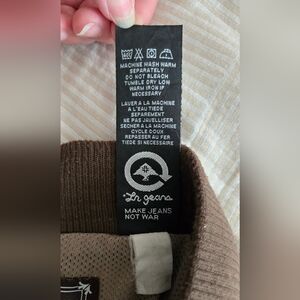 MACHINE WASH WARM
SEPARATELY
DO NOT BLEACH
TUMBLE DRY LOW
WARM IRON IF
NECESSARY
LAVER A LA MACHINE
A L'EAU TIEDE
SEPAREMENT
NE PAS JAVELLISER
SECHER A LA MACHINE
CYCLE DOUX
REPASSER AU FER
TIEDE SI NECESSAIRE
Lrg jeans
MAKE JEANS
NOT WAR